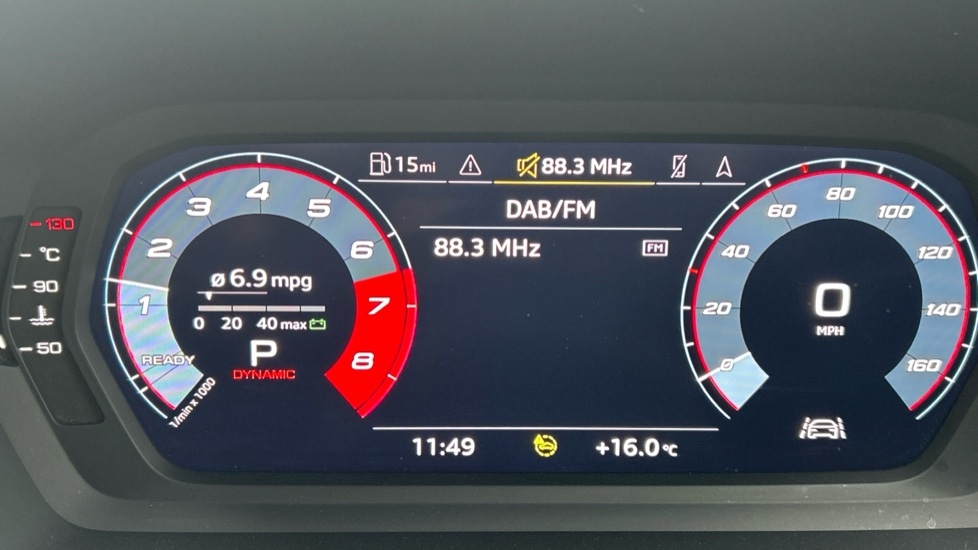 15 mi 88.3 MHz
DAB/FM
88.3 MHz FM
-130
°C
90
50
1 2 3 4 5 6 7 8
READY
1/min x 1000
ø 6.9 mpg
0 20 40 max
P
DYNAMIC
0 20 40 60 80 100 120 140 160
0
MPH
11:49 +16.0 °C